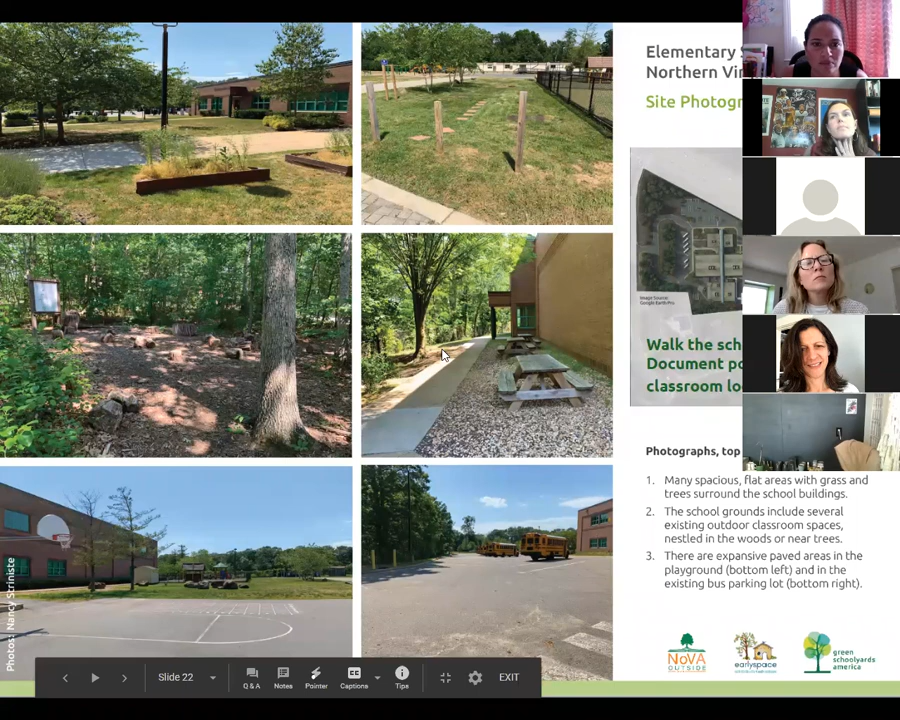 Elementary
Northern
Site
Image Source:
Google Earth Pro.
Walk the
Document
classroom
Photographs, top
1. Many spacious, flat areas with grass and
trees surround the school buildings.
2. The school grounds include several
existing outdoor classroom spaces,
nestled in the woods or near trees.
3. There are expansive paved areas in the
playground (bottom left) and in the
existing bus parking lot (bottom right).
Photos: Nancy Striniste
NoVA
OUTSIDE
earlyspace
green
schoolyards
america
Slide 22
Q & A
Notes
Pointer
Captions
Tips
EXIT